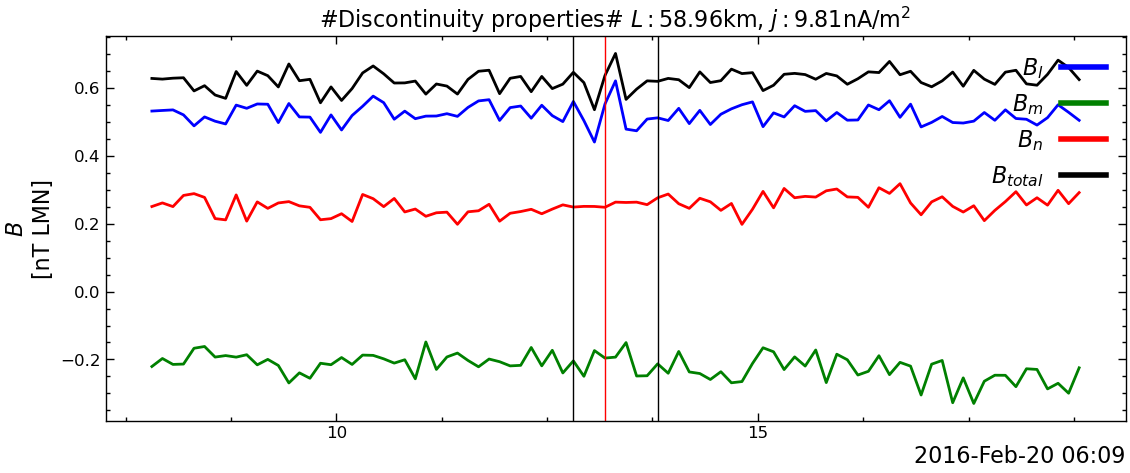 #Discontinuity properties# L : 58.96km, j : 9.81nA/m²
B_l
B_m
B_n
B_total
0.6
0.4
0.2
0.0
−0.2
B
[nT LMN]
10
15
2016-Feb-20 06:09